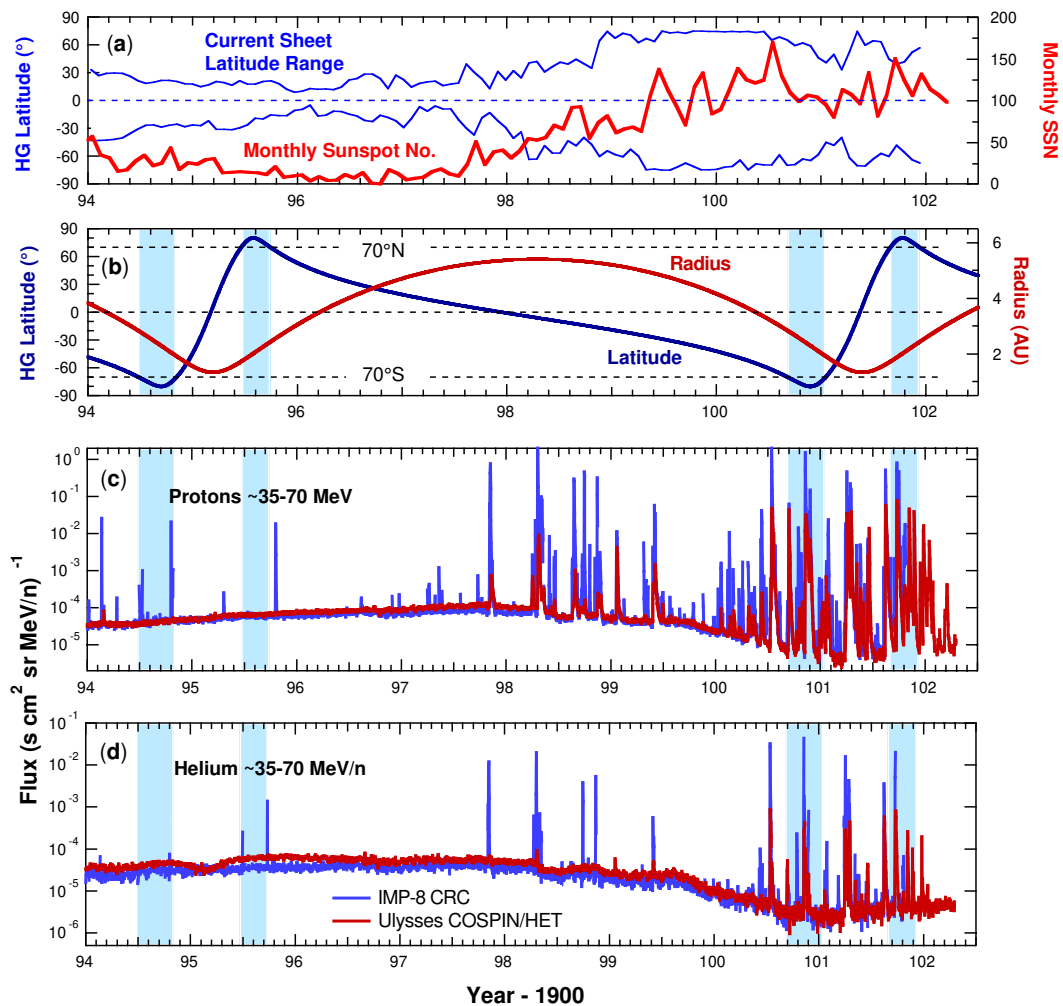 (a)
Current Sheet
Latitude Range
Monthly Sunspot No.
HG Latitude (°)
90
60
30
0
-30
-60
-90
200
150
100
50
0
Monthly SSN
94
96
98
100
102
(b)
70°N
Radius
Latitude
70°S
HG Latitude (°)
90
60
30
0
-30
-60
-90
6
4
2
Radius (AU)
94
96
98
100
102
(c)
Protons ~35-70 MeV
10^0
10^-1
10^-2
10^-3
10^-4
10^-5
94
95
96
97
98
99
100
101
102
Flux (s cm^2 sr MeV/n)^-1
(d)
Helium ~35-70 MeV/n
10^-1
10^-2
10^-3
10^-4
10^-5
10^-6
IMP-8 CRC
Ulysses COSPIN/HET
94
95
96
97
98
99
100
101
102
Year - 1900